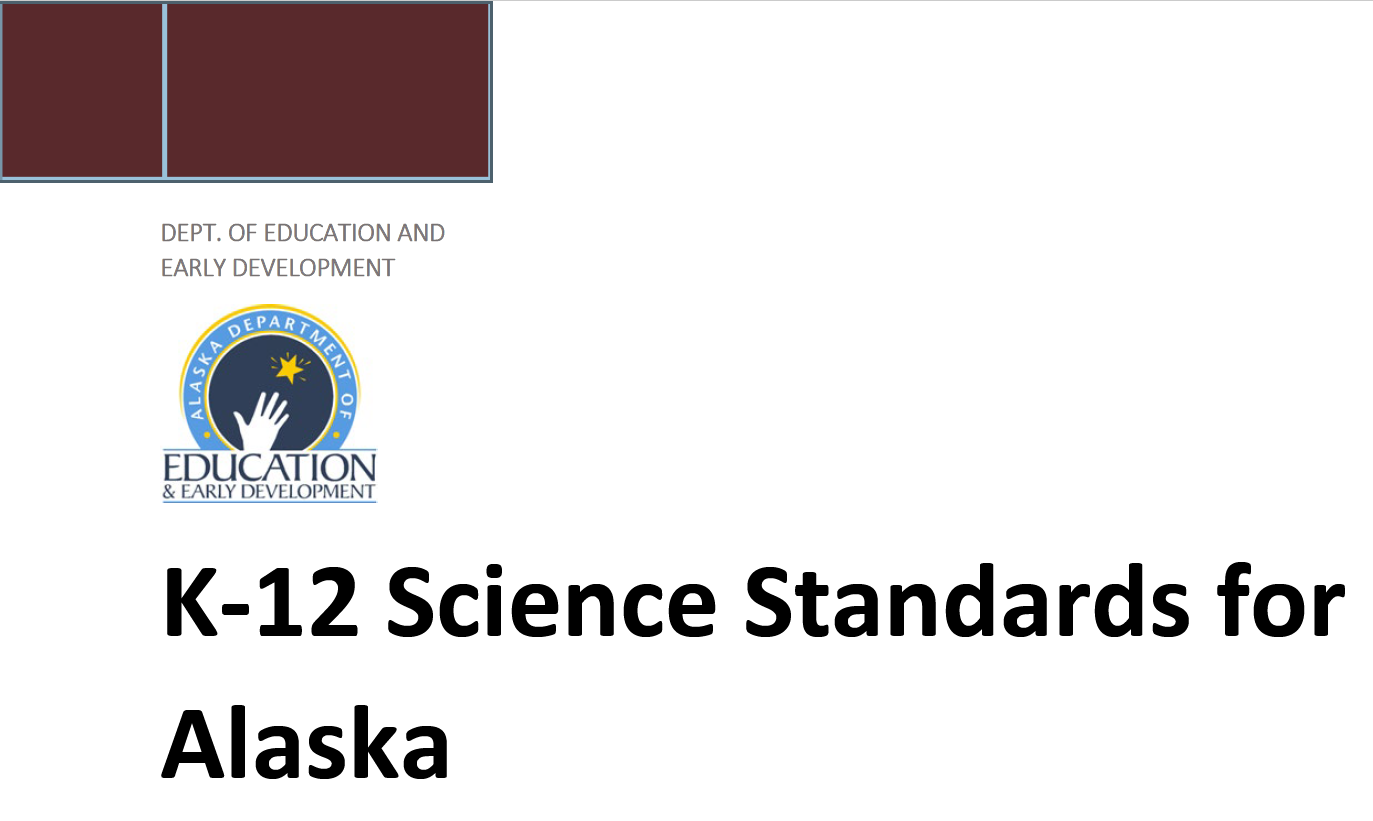 DEPT. OF EDUCATION AND
EARLY DEVELOPMENT
ALASKA DEPARTMENT OF
EDUCATION
& EARLY DEVELOPMENT
K-12 Science Standards for
Alaska